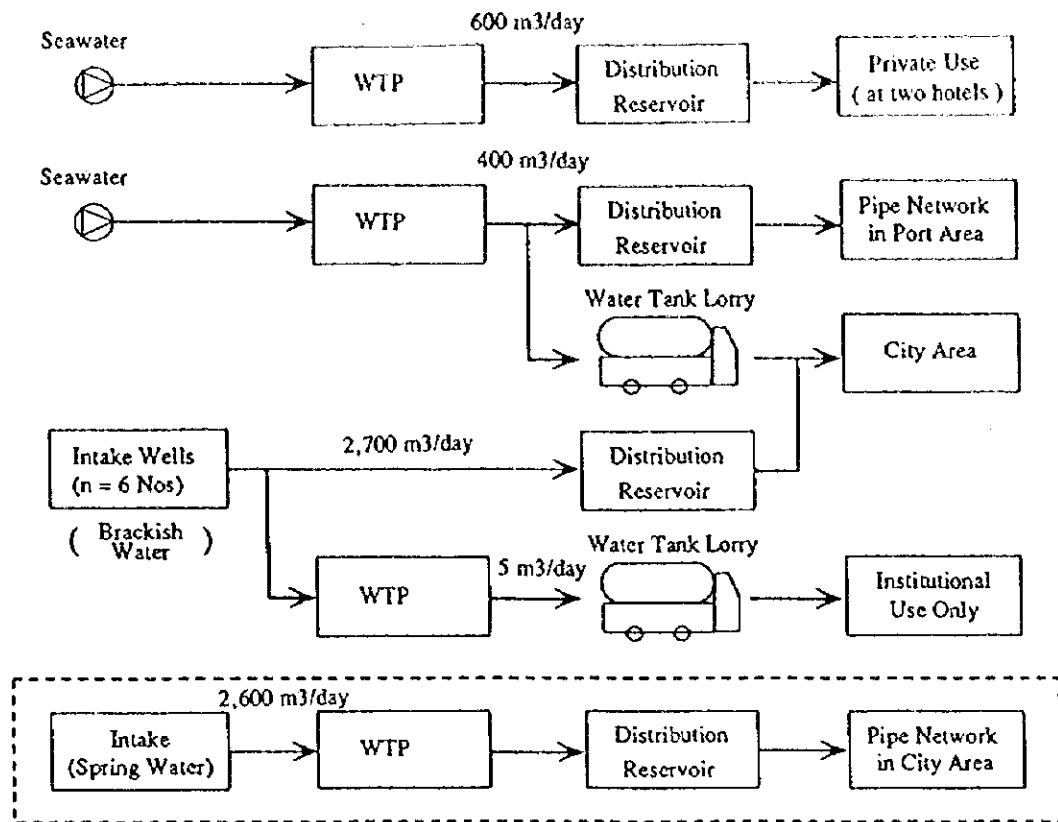 600 m3/day
Seawater
WTP
Distribution
Reservoir
Private Use
( at two hotels )
400 m3/day
Seawater
WTP
Distribution
Reservoir
Pipe Network
in Port Area
Water Tank Lorry
City Area
Intake Wells
(n = 6 Nos)
2,700 m3/day
Distribution
Reservoir
( Brackish
Water )
Water Tank Lorry
5 m3/day
WTP
Institutional
Use Only
2,600 m3/day
Intake
(Spring Water)
WTP
Distribution
Reservoir
Pipe Network
in City Area